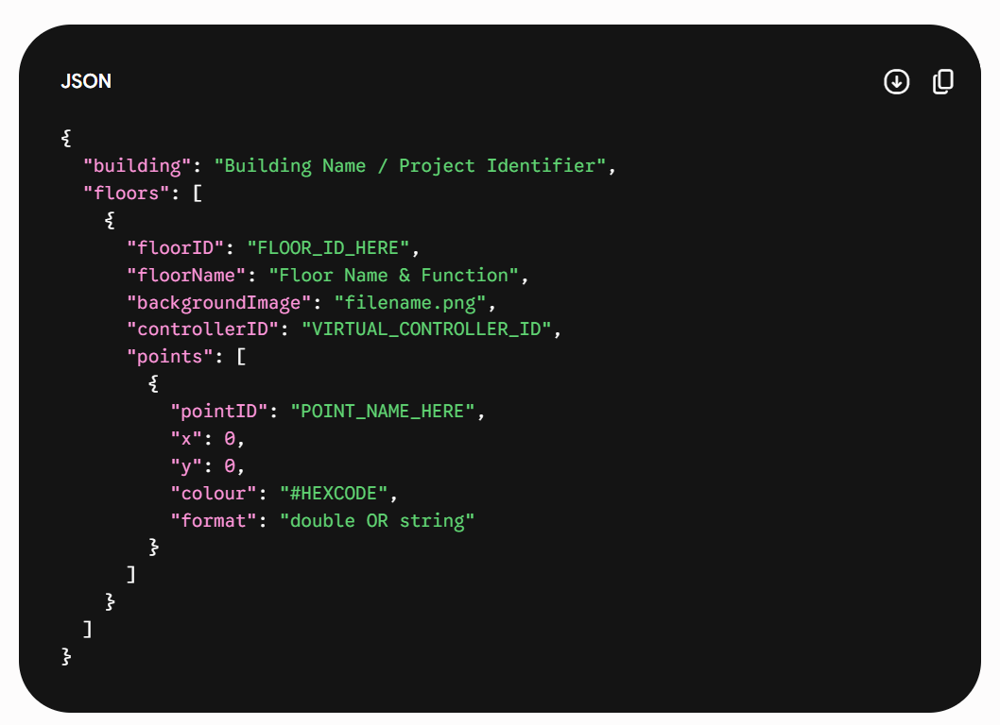 JSON
{
  "building": "Building Name / Project Identifier",
  "floors": [
    {
      "floorID": "FLOOR_ID_HERE",
      "floorName": "Floor Name & Function",
      "backgroundImage": "filename.png",
      "controllerID": "VIRTUAL_CONTROLLER_ID",
      "points": [
        {
          "pointID": "POINT_NAME_HERE",
          "x": 0,
          "y": 0,
          "colour": "#HEXCODE",
          "format": "double OR string"
        }
      ]
    }
  ]
}